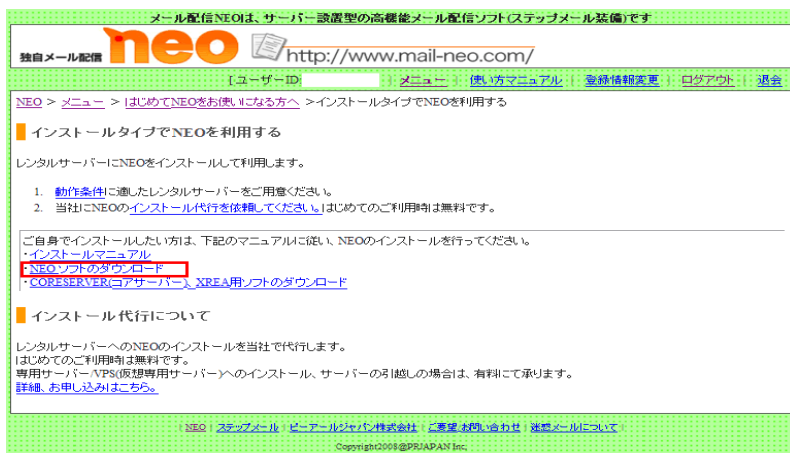 メール配信NEOは、サーバー設置型の高機能メール配信ソフト(ステップメール装備)です
独自メール配信 neo http://www.mail-neo.com/
[ユーザーID: | メニュー | 使い方マニュアル | 登録情報変更 | ログアウト | 退会
NEO > メニュー > はじめてNEOをお使いになる方へ >インストールタイプでNEOを利用する
インストールタイプでNEOを利用する
レンタルサーバーにNEOをインストールして利用します。
1. 動作条件に適したレンタルサーバーをご用意ください。
2. 当社にNEOのインストール代行を依頼してください。はじめてのご利用時は無料です。
ご自身でインストールしたい方は、下記のマニュアルに従い、NEOのインストールを行ってください。
・インストールマニュアル
・NEOソフトのダウンロード
・CORESERVER(コアサーバー)、XREA用ソフトのダウンロード
インストール代行について
レンタルサーバーへのNEOのインストールを当社で代行します。
はじめてのご利用時は無料です。
専用サーバー/VPS(仮想専用サーバー)へのインストール、サーバーの引越しの場合は、有料にて承ります。
詳細、お申し込みはこちら。
| NEO | ステップメール | ピーアールジャパン株式会社 | ご要望,お問い合わせ | 迷惑メールについて |
Copyright2008@PRJAPAN Inc,